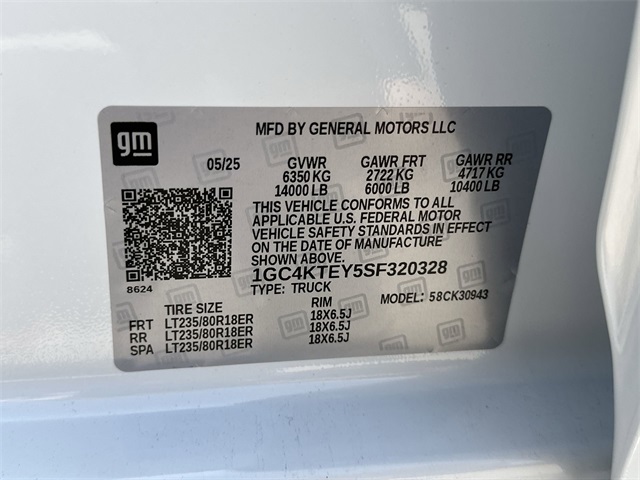 gm
MFD BY GENERAL MOTORS LLC
05/25 GVWR GAWR FRT GAWR RR
6350 KG 2722 KG 4717 KG
14000 LB 6000 LB 10400 LB
THIS VEHICLE CONFORMS TO ALL
APPLICABLE U.S. FEDERAL MOTOR
VEHICLE SAFETY STANDARDS IN EFFECT
ON THE DATE OF MANUFACTURE
SHOWN ABOVE.
1GC4KTEY5SF320328
8624
TYPE: TRUCK MODEL: 58CK30943
TIRE SIZE RIM
FRT LT235/80R18ER 18X6.5J
RR LT235/80R18ER 18X6.5J
SPA LT235/80R18ER 18X6.5J